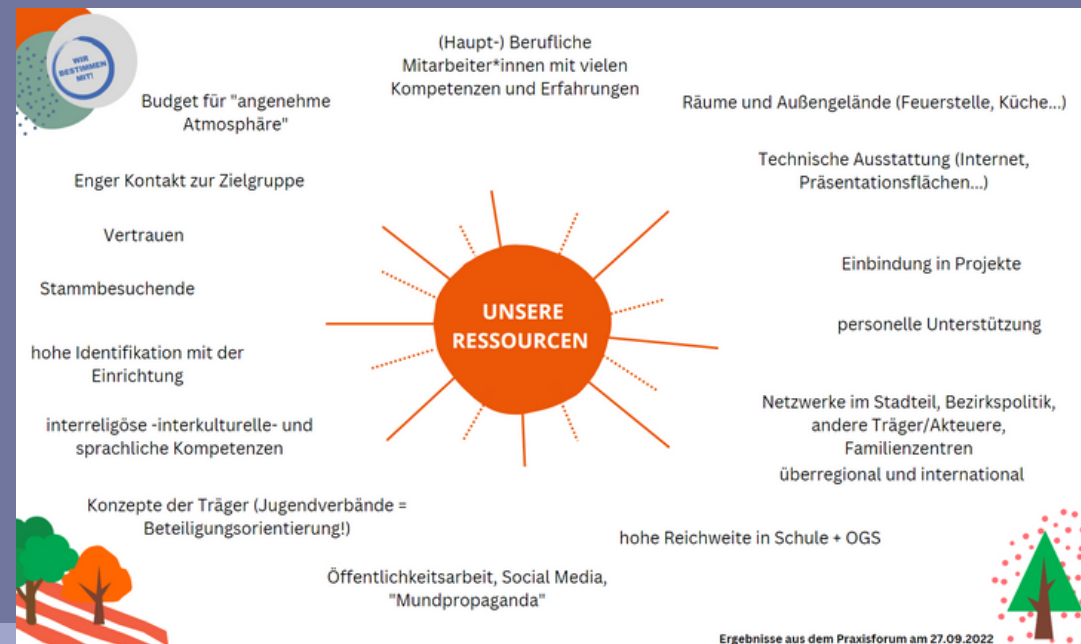 WIR
BESTIMMEN
MIT!
(Haupt-) Berufliche
Mitarbeiter*innen mit vielen
Kompetenzen und Erfahrungen
Budget für "angenehme
Atmosphäre"
Räume und Außengelände (Feuerstelle, Küche...)
Enger Kontakt zur Zielgruppe
Technische Ausstattung (Internet,
Präsentationsflächen...)
Vertrauen
Einbindung in Projekte
Stammbesuchende
UNSERE
RESSOURCEN
personelle Unterstützung
hohe Identifikation mit der
Einrichtung
Netzwerke im Stadteil, Bezirkspolitik,
andere Träger/Akteuere,
Familienzentren
überregional und international
interreligöse -interkulturelle- und
sprachliche Kompetenzen
Konzepte der Träger (Jugendverbände =
Beteiligungsorientierung!)
hohe Reichweite in Schule + OGS
Öffentlichkeitsarbeit, Social Media,
"Mundpropaganda"
Ergebnisse aus dem Praxisforum am 27.09.2022